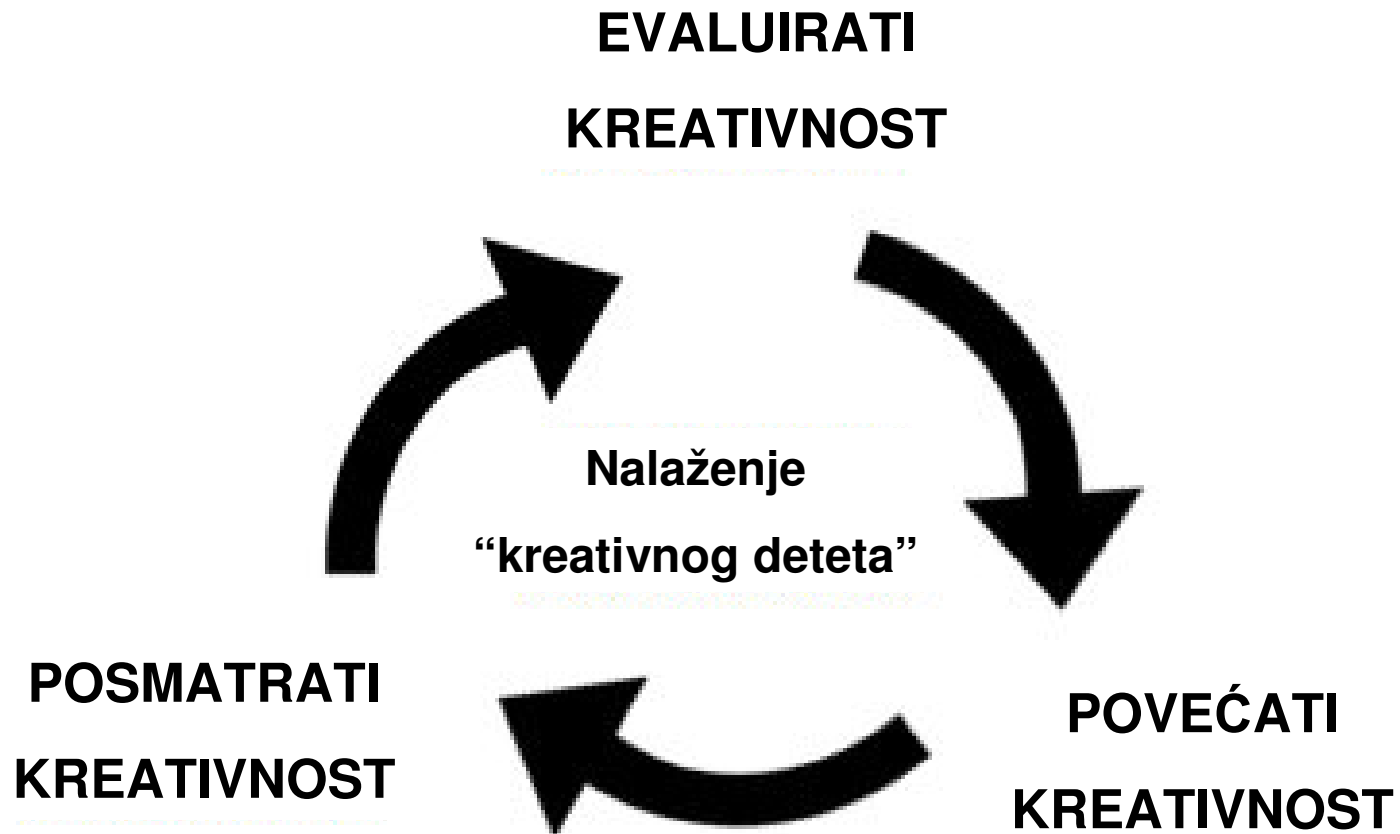 EVALUIRATI
KREATIVNOST
Nalaženje
“kreativnog deteta”
POSMATRATI
KREATIVNOST
POVEĆATI
KREATIVNOST